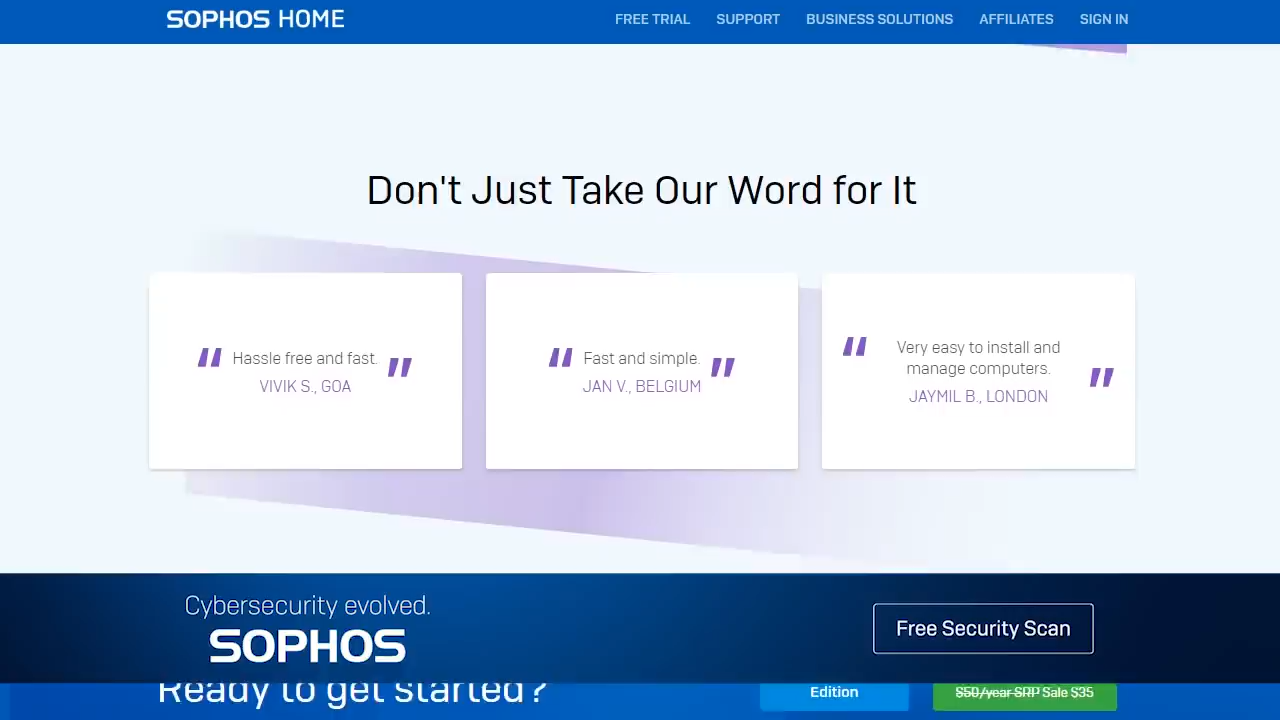 SOPHOS HOME
FREE TRIAL SUPPORT BUSINESS SOLUTIONS AFFILIATES SIGN IN
Don't Just Take Our Word for It
" Hassle free and fast. "
VIVIK S., GOA
" Fast and simple. "
JAN V., BELGIUM
" Very easy to install and
manage computers. "
JAYMIL B., LONDON
Cybersecurity evolved.
SOPHOS
Free Security Scan
Ready to get started?
Edition
$50/year SRP Sale $35